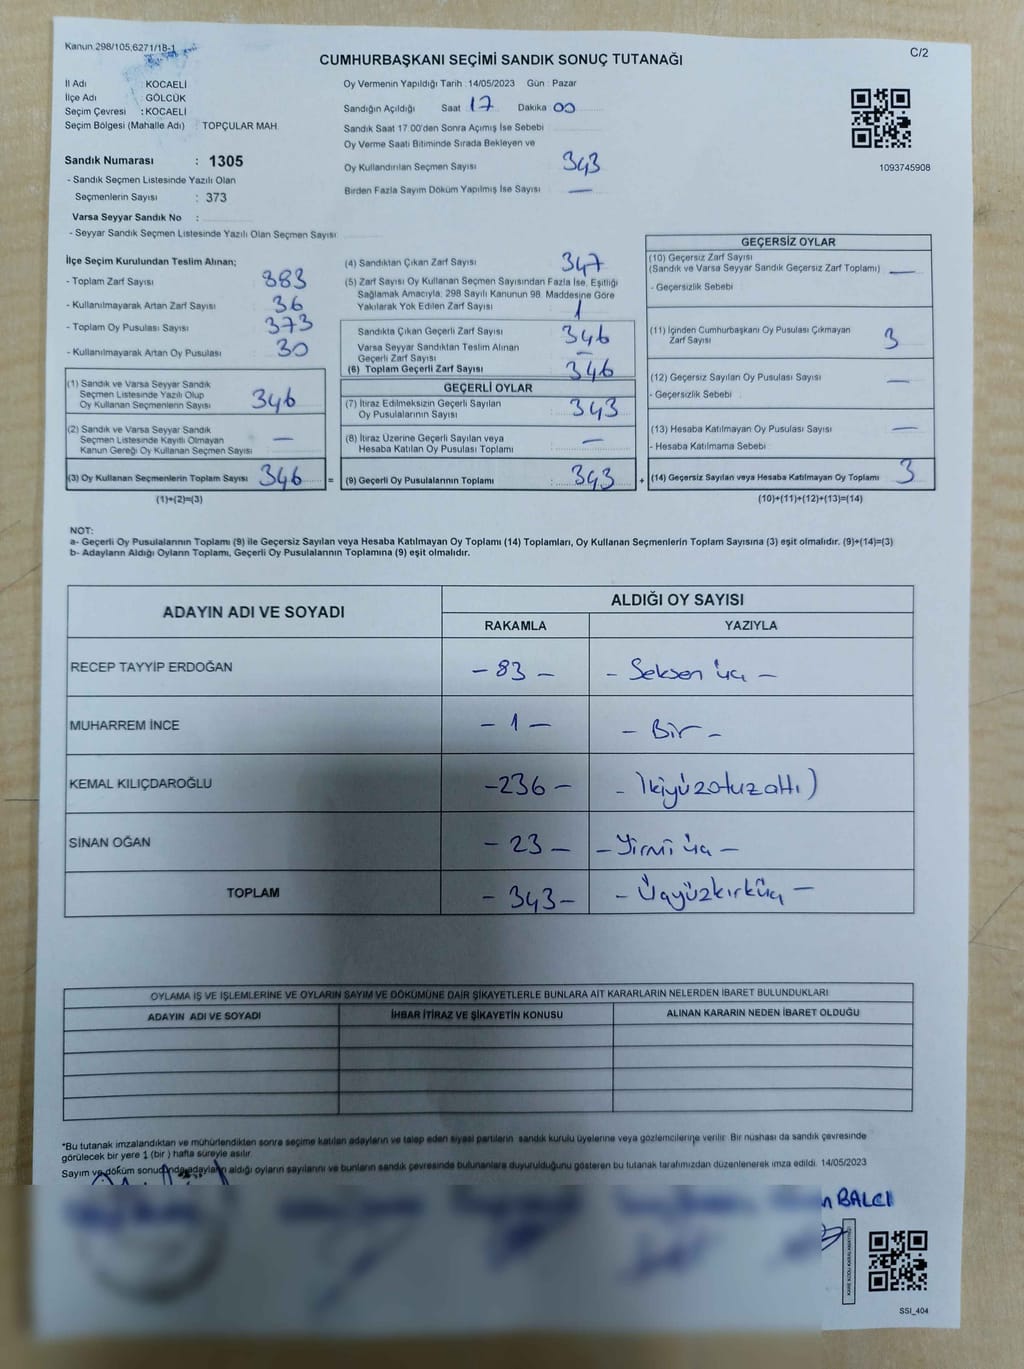 Kanun 298/105,6271/18-1
C/2
CUMHURBAŞKANI SEÇİMİ SANDIK SONUÇ TUTANAĞI
İl Adı : KOCAELİ
İlçe Adı : GÖLCÜK
Seçim Çevresi : KOCAELİ
Seçim Bölgesi (Mahalle Adı) : TOPÇULAR MAH.
Sandık Numarası : 1305
- Sandık Seçmen Listesinde Yazılı Olan
Seçmenlerin Sayısı : 373
Varsa Seyyar Sandık No :
- Seyyar Sandık Seçmen Listesinde Yazılı Olan Seçmen Sayısı
Oy Vermenin Yapıldığı Tarih : 14/05/2023 Gün : Pazar
Sandığın Açıldığı Saat 17 Dakika 00
Sandık Saat 17.00'den Sonra Açımış İse Sebebi
Oy Verme Saati Bitiminde Sırada Bekleyen ve
Oy Kullandırılan Seçmen Sayısı 343
Birden Fazla Sayım Döküm Yapılmış İse Sayısı —
1093745908
İlçe Seçim Kurulundan Teslim Alınan;
- Toplam Zarf Sayısı 383
- Kullanılmayarak Artan Zarf Sayısı 36
- Toplam Oy Pusulası Sayısı 373
- Kullanılmayarak Artan Oy Pusulası 30
(1) Sandık ve Varsa Seyyar Sandık
Seçmen Listesinde Yazılı Olup
Oy Kullanan Seçmenlerin Sayısı 346
(2) Sandık ve Varsa Seyyar Sandık
Seçmen Listesinde Kayıtlı Olmayan
Kanun Gereği Oy Kullanan Seçmen Sayısı —
(3) Oy Kullanan Seçmenlerin Toplam Sayısı 346 =
(1)+(2)=(3)
(4) Sandıktan Çıkan Zarf Sayısı 347
(5) Zarf Sayısı Oy Kullanan Seçmen Sayısından Fazla İse, Eşitliği
Sağlamak Amacıyla, 298 Sayılı Kanunun 98. Maddesine Göre
Yakılarak Yok Edilen Zarf Sayısı 1
Sandıkta Çıkan Geçerli Zarf Sayısı 346
Varsa Seyyar Sandıktan Teslim Alınan
Geçerli Zarf Sayısı —
(6) Toplam Geçerli Zarf Sayısı 346
GEÇERLİ OYLAR
(7) İtiraz Edilmeksizin Geçerli Sayılan
Oy Pusulalarının Sayısı 343
(8) İtiraz Üzerine Geçerli Sayılan veya
Hesaba Katılan Oy Pusulası Toplamı —
(9) Geçerli Oy Pusulalarının Toplamı : 343 +
GEÇERSİZ OYLAR
(10) Geçersiz Zarf Sayısı
(Sandık ve Varsa Seyyar Sandık Geçersiz Zarf Toplamı) —
- Geçersizlik Sebebi
(11) İçinden Cumhurbaşkanı Oy Pusulası Çıkmayan
Zarf Sayısı 3
(12) Geçersiz Sayılan Oy Pusulası Sayısı —
- Geçersizlik Sebebi
(13) Hesaba Katılmayan Oy Pusulası Sayısı —
- Hesaba Katılmama Sebebi
(14) Geçersiz Sayılan veya Hesaba Katılmayan Oy Toplamı 3
(10)+(11)+(12)+(13)=(14)
NOT:
a- Geçerli Oy Pusulalarının Toplamı (9) ile Geçersiz Sayılan veya Hesaba Katılmayan Oy Toplamı (14) Toplamları, Oy Kullanan Seçmenlerin Toplam Sayısına (3) eşit olmalıdır. (9)+(14)=(3)
b- Adayların Aldığı Oyların Toplamı, Geçerli Oy Pusulalarının Toplamına (9) eşit olmalıdır.
ADAYIN ADI VE SOYADI
ALDIĞI OY SAYISI
RAKAMLA YAZIYLA
RECEP TAYYİP ERDOĞAN - 83 - - Seksen üç -
MUHARREM İNCE - 1 - - Bir -
KEMAL KILIÇDAROĞLU -236 - - İkiyüzotuzaltı)
SİNAN OĞAN - 23 - - Yirmi üç -
TOPLAM - 343 - - Üçyüzkırküç -
OYLAMA İŞ VE İŞLEMLERİNE VE OYLARIN SAYIM VE DÖKÜMÜNE DAİR ŞİKAYETLERLE BUNLARA AİT KARARLARIN NELERDEN İBARET BULUNDUKLARI
ADAYIN ADI VE SOYADI İHBAR İTİRAZ VE ŞİKAYETİN KONUSU ALINAN KARARIN NEDEN İBARET OLDUĞU
*Bu tutanak imzalandıktan ve mühürlendikten sonra seçime katılan adayların ve talep eden siyasi partilerin sandık kurulu üyelerine veya gözlemcilerine verilir. Bir nüshası da sandık çevresinde
görülecek bir yere 1 (bir) hafta süreyle asılır.
Sayım ve döküm sonucunda adayların aldığı oyların sayılarını ve bunların sandık çevresinde bulunanlara duyurulduğunu gösteren bu tutanak tarafımızdan düzenlenerek imza edildi. 14/05/2023
BALCI
SSI_404